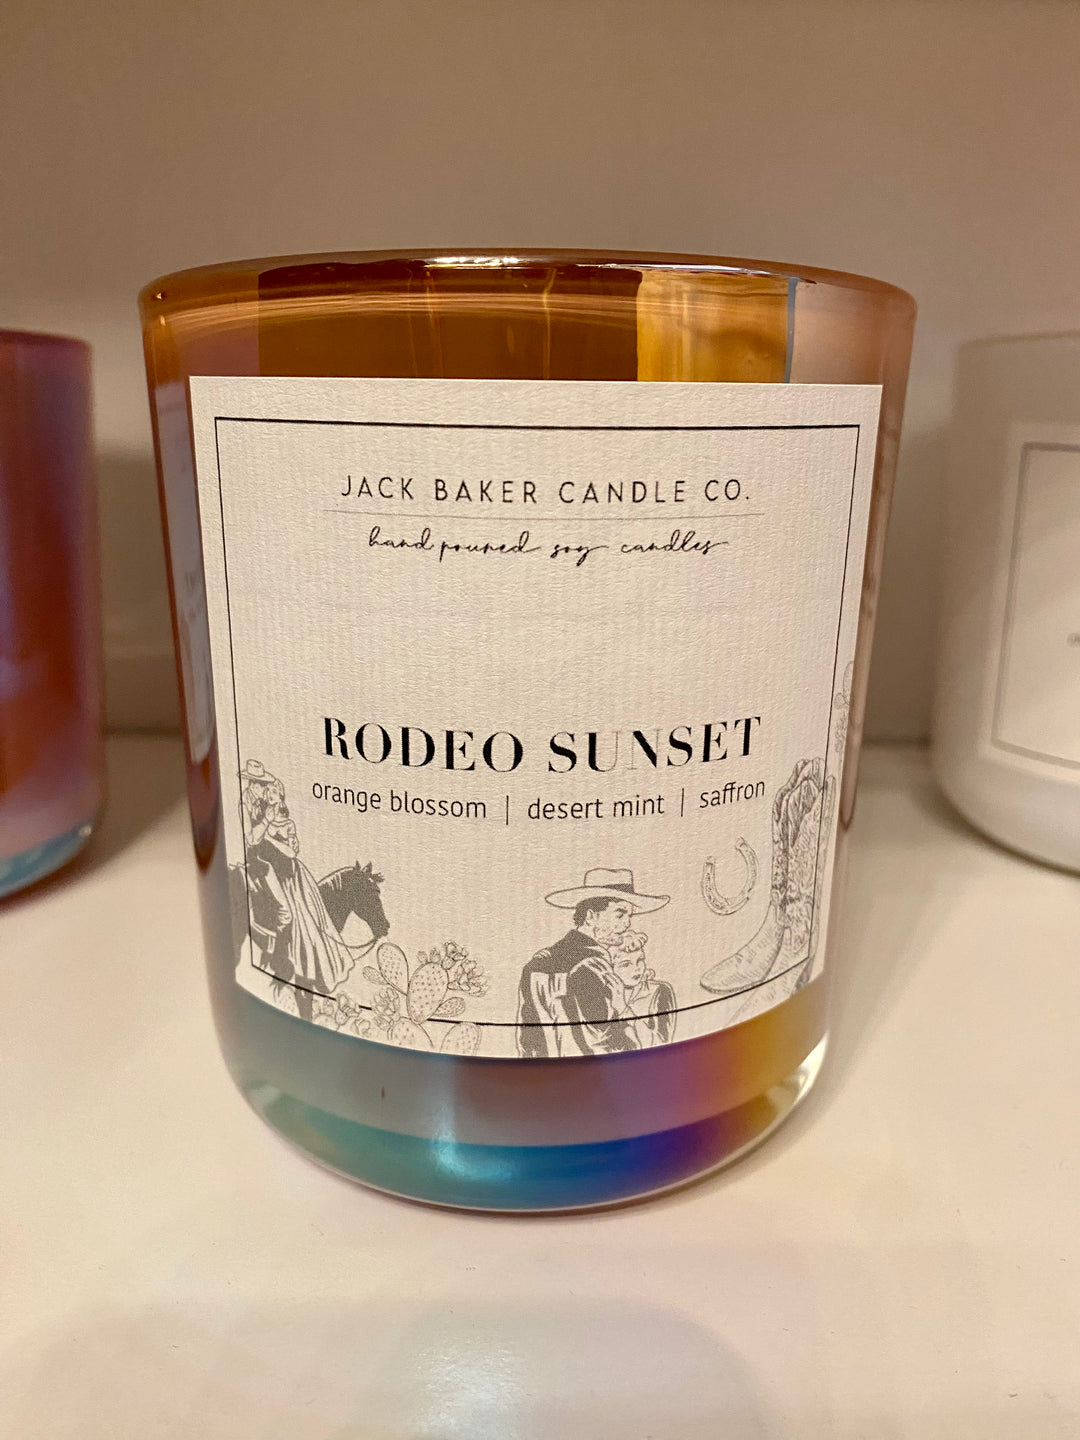 JACK BAKER CANDLE CO.
hand poured soy candles
RODEO SUNSET
orange blossom | desert mint | saffron